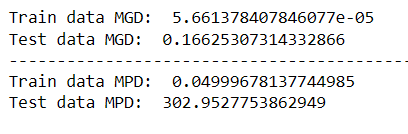 Train data MGD:  5.661378407846077e-05
Test data MGD:  0.16625307314332866
------------------------------------------
Train data MPD:  0.04999678137744985
Test data MPD:  302.9527753862949